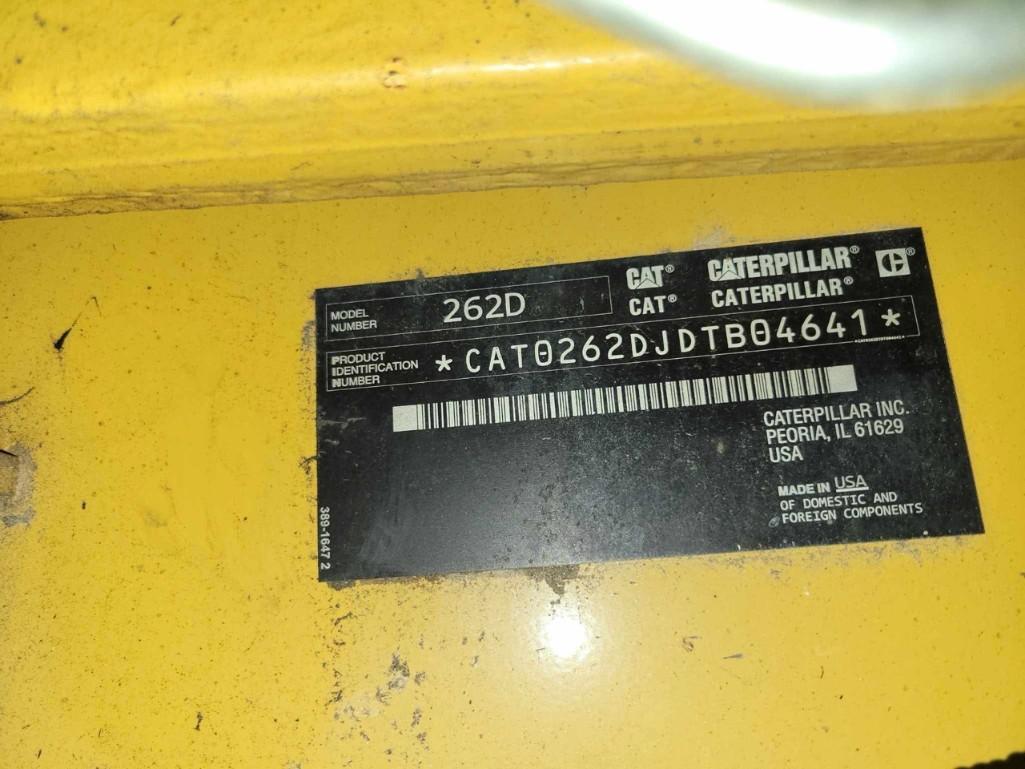 MODEL
NUMBER
262D
CAT® CATERPILLAR®
CAT® CATERPILLAR®
PRODUCT
IDENTIFICATION
NUMBER
*CAT0262DJDTB04641*
CATERPILLAR INC.
PEORIA, IL 61629
USA
MADE IN USA
OF DOMESTIC AND
FOREIGN COMPONENTS
389-1647 2